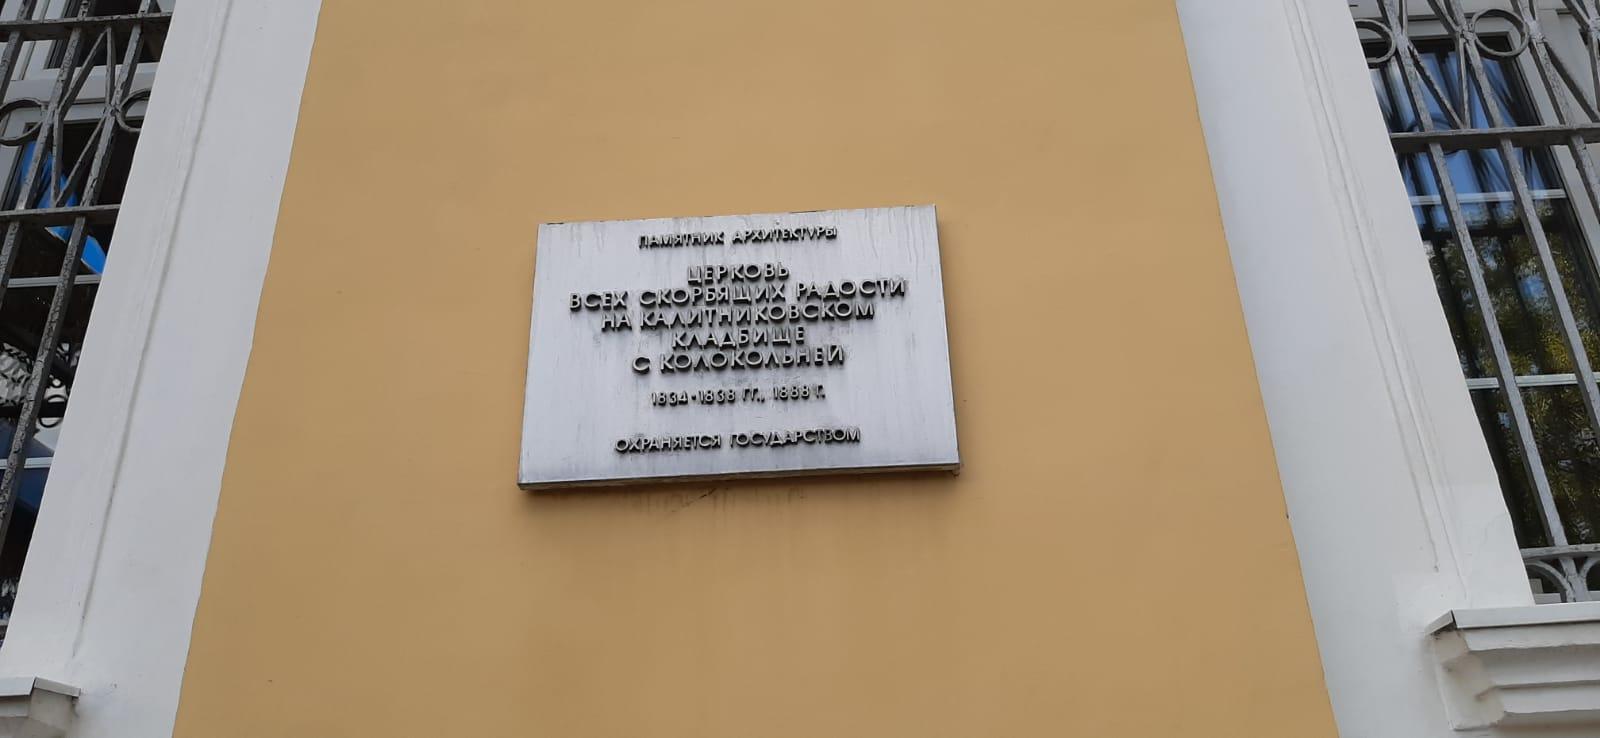 ПАМЯТНИК АРХИТЕКТУРЫ
ЦЕРКОВЬ
ВСЕХ СКОРБЯЩИХ РАДОСТИ
НА КАЛИТНИКОВСКОМ
КЛАДБИЩЕ
С КОЛОКОЛЬНЕЙ
1834-1838 ГГ., 1888 Г.
ОХРАНЯЕТСЯ ГОСУДАРСТВОМ